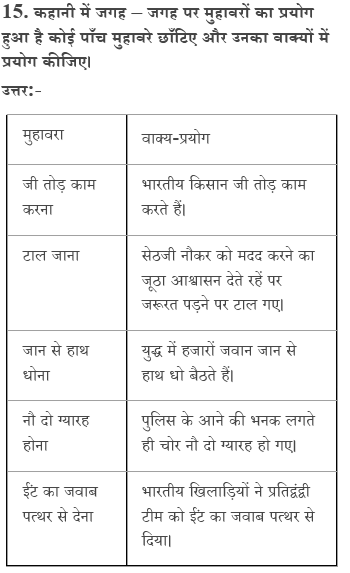 15. कहानी में जगह – जगह पर मुहावरों का प्रयोग
हुआ है कोई पाँच मुहावरे छाँटिए और उनका वाक्यों में
प्रयोग कीजिए।
उत्तर:-
मुहावरा
वाक्य-प्रयोग
जी तोड़ काम
करना
भारतीय किसान जी तोड़ काम
करते हैं।
टाल जाना
सेठजी नौकर को मदद करने का
जूठा आश्वासन देते रहें पर
जरूरत पड़ने पर टाल गए।
जान से हाथ
धोना
युद्ध में हजारों जवान जान से
हाथ धो बैठते हैं।
नौ दो ग्यारह
होना
पुलिस के आने की भनक लगते
ही चोर नौ दो ग्यारह हो गए।
ईंट का जवाब
पत्थर से देना
भारतीय खिलाड़ियों ने प्रतिद्वंद्वी
टीम को ईंट का जवाब पत्थर से
दिया।